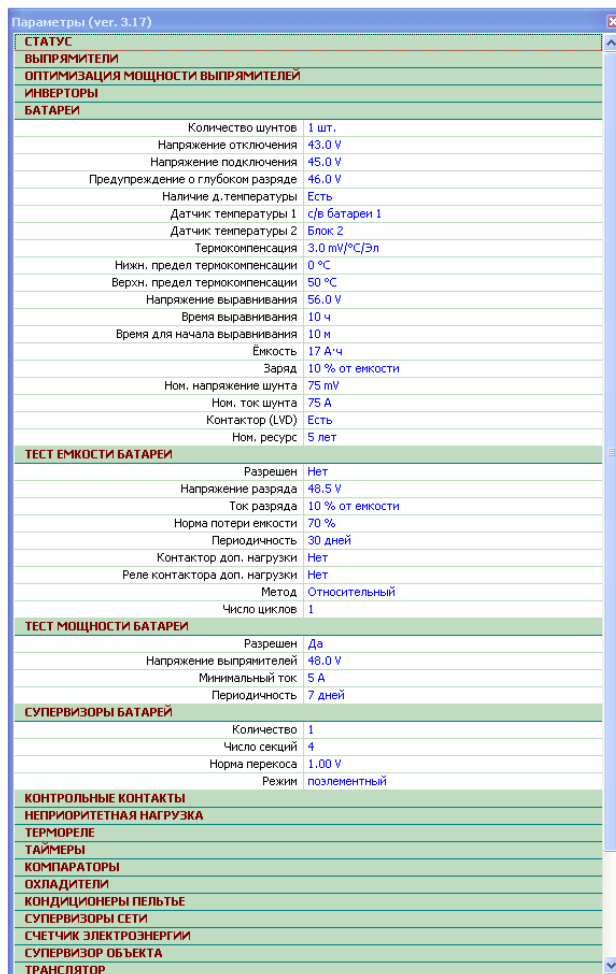 Параметры (ver. 3.17)
СТАТУС
ВЫПРЯМИТЕЛИ
ОПТИМИЗАЦИЯ МОЩНОСТИ ВЫПРЯМИТЕЛЕЙ
ИНВЕРТОРЫ
БАТАРЕИ
Количество шунтов 1 шт.
Напряжение отключения 43.0 V
Напряжение подключения 45.0 V
Предупреждение о глубоком разряде 46.0 V
Наличие д.температуры Есть
Датчик температуры 1 с/в батареи 1
Датчик температуры 2 Блок 2
Термокомпенсация 3.0 mV/°C/Эл
Нижн. предел термокомпенсации 0 °C
Верхн. предел термокомпенсации 50 °C
Напряжение выравнивания 56.0 V
Время выравнивания 10 ч
Время для начала выравнивания 10 м
Ёмкость 17 А·ч
Заряд 10 % от емкости
Ном. напряжение шунта 75 mV
Ном. ток шунта 75 A
Контактор (LVD) Есть
Ном. ресурс 5 лет
ТЕСТ ЕМКОСТИ БАТАРЕИ
Разрешен Нет
Напряжение разряда 48.5 V
Ток разряда 10 % от емкости
Норма потери емкости 70 %
Периодичность 30 дней
Контактор доп. нагрузки Нет
Реле контактора доп. нагрузки Нет
Метод Относительный
Число циклов 1
ТЕСТ МОЩНОСТИ БАТАРЕИ
Разрешен Да
Напряжение выпрямителей 48.0 V
Минимальный ток 5 A
Периодичность 7 дней
СУПЕРВИЗОРЫ БАТАРЕЙ
Количество 1
Число секций 4
Норма перекоса 1.00 V
Режим поэлементный
КОНТРОЛЬНЫЕ КОНТАКТЫ
НЕПРИОРИТЕТНАЯ НАГРУЗКА
ТЕРМОРЕЛЕ
ТАЙМЕРЫ
КОМПАРАТОРЫ
ОХЛАДИТЕЛИ
КОНДИЦИОНЕРЫ ПЕЛЬТЬЕ
СУПЕРВИЗОРЫ СЕТИ
СЧЕТЧИК ЭЛЕКТРОЭНЕРГИИ
СУПЕРВИЗОР ОБЪЕКТА
ТРАНСЛЯТОР